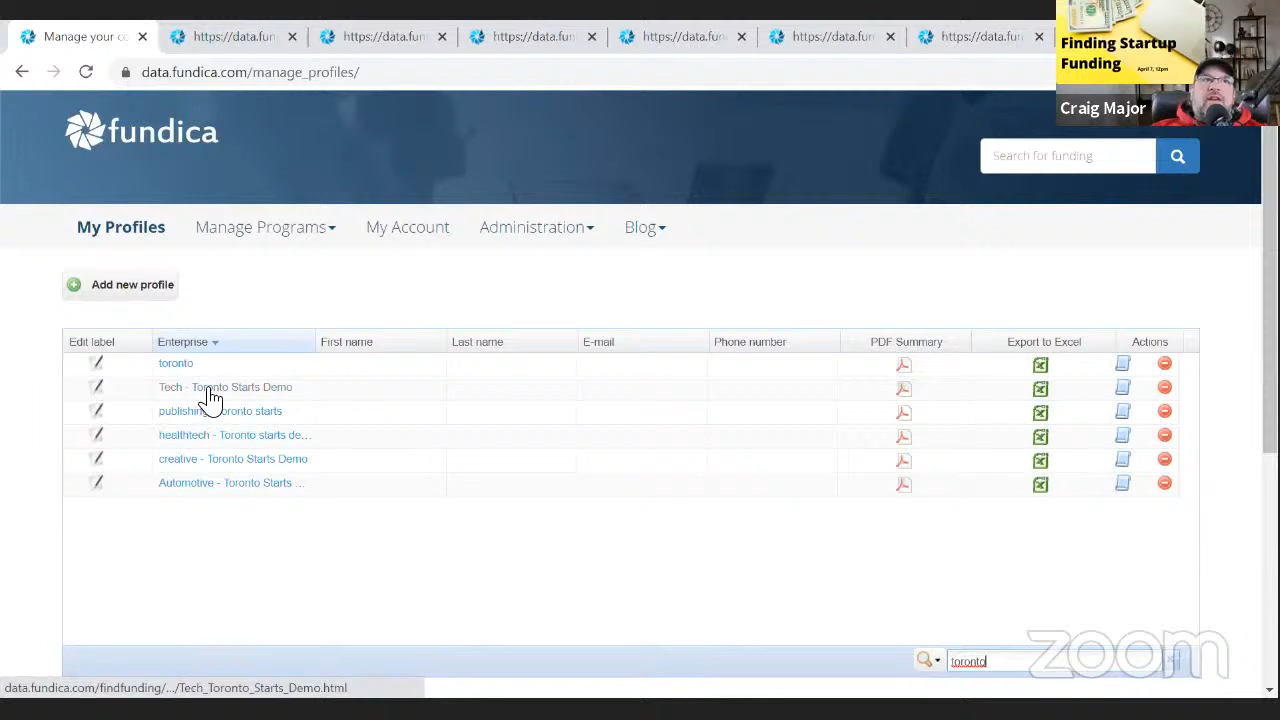 Manage your co
https://data.fun
https://data.fun
https://data.fun
https://data.fun
https://data.fun
https://data.fun
data.fundica.com/manage_profiles/
Finding Startup
Funding
April 7, 12pm
Craig Major
fundica
Search for funding
My Profiles
Manage Programs
My Account
Administration
Blog
Add new profile
Edit label Enterprise First name Last name E-mail Phone number PDF Summary Export to Excel Actions
toronto
Tech - Toronto Starts Demo
publishing toronto starts
healthtech - Toronto starts de...
creative - Toronto Starts Demo
Automotive - Toronto Starts ...
toronto
zoom
data.fundica.com/findfunding/.../Tech_Toronto_Starts_Demo.html